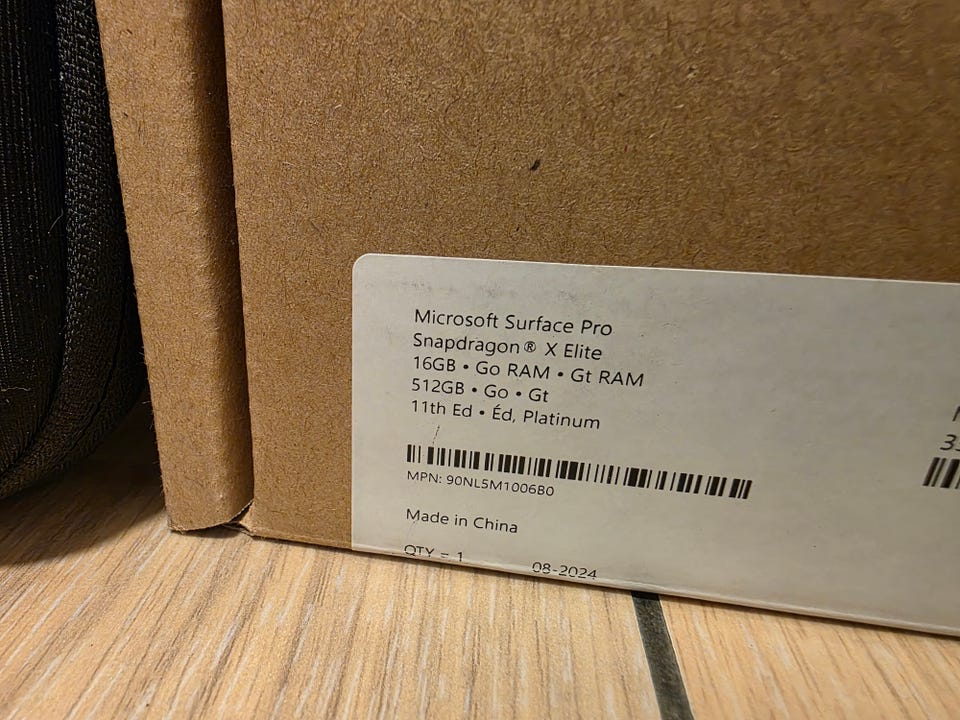 Microsoft Surface Pro
Snapdragon® X Elite
16GB • Go RAM • Gt RAM
512GB • Go • Gt
11th Ed • Éd, Platinum
MPN: 90NL5M1006B0
Made in China
QTY = 1
08-2024